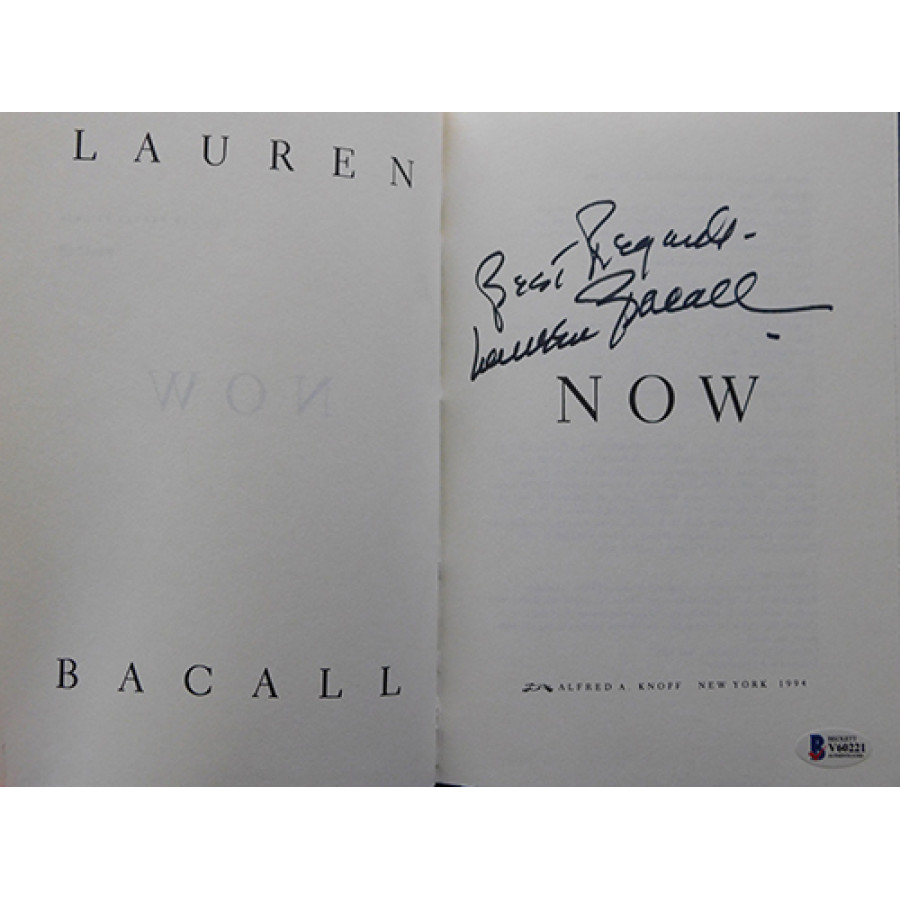 LAUREN
BACALL
Best Regards -
Lauren Bacall
NOW
ALFRED A. KNOPF NEW YORK 1994
BECKETT
V60221